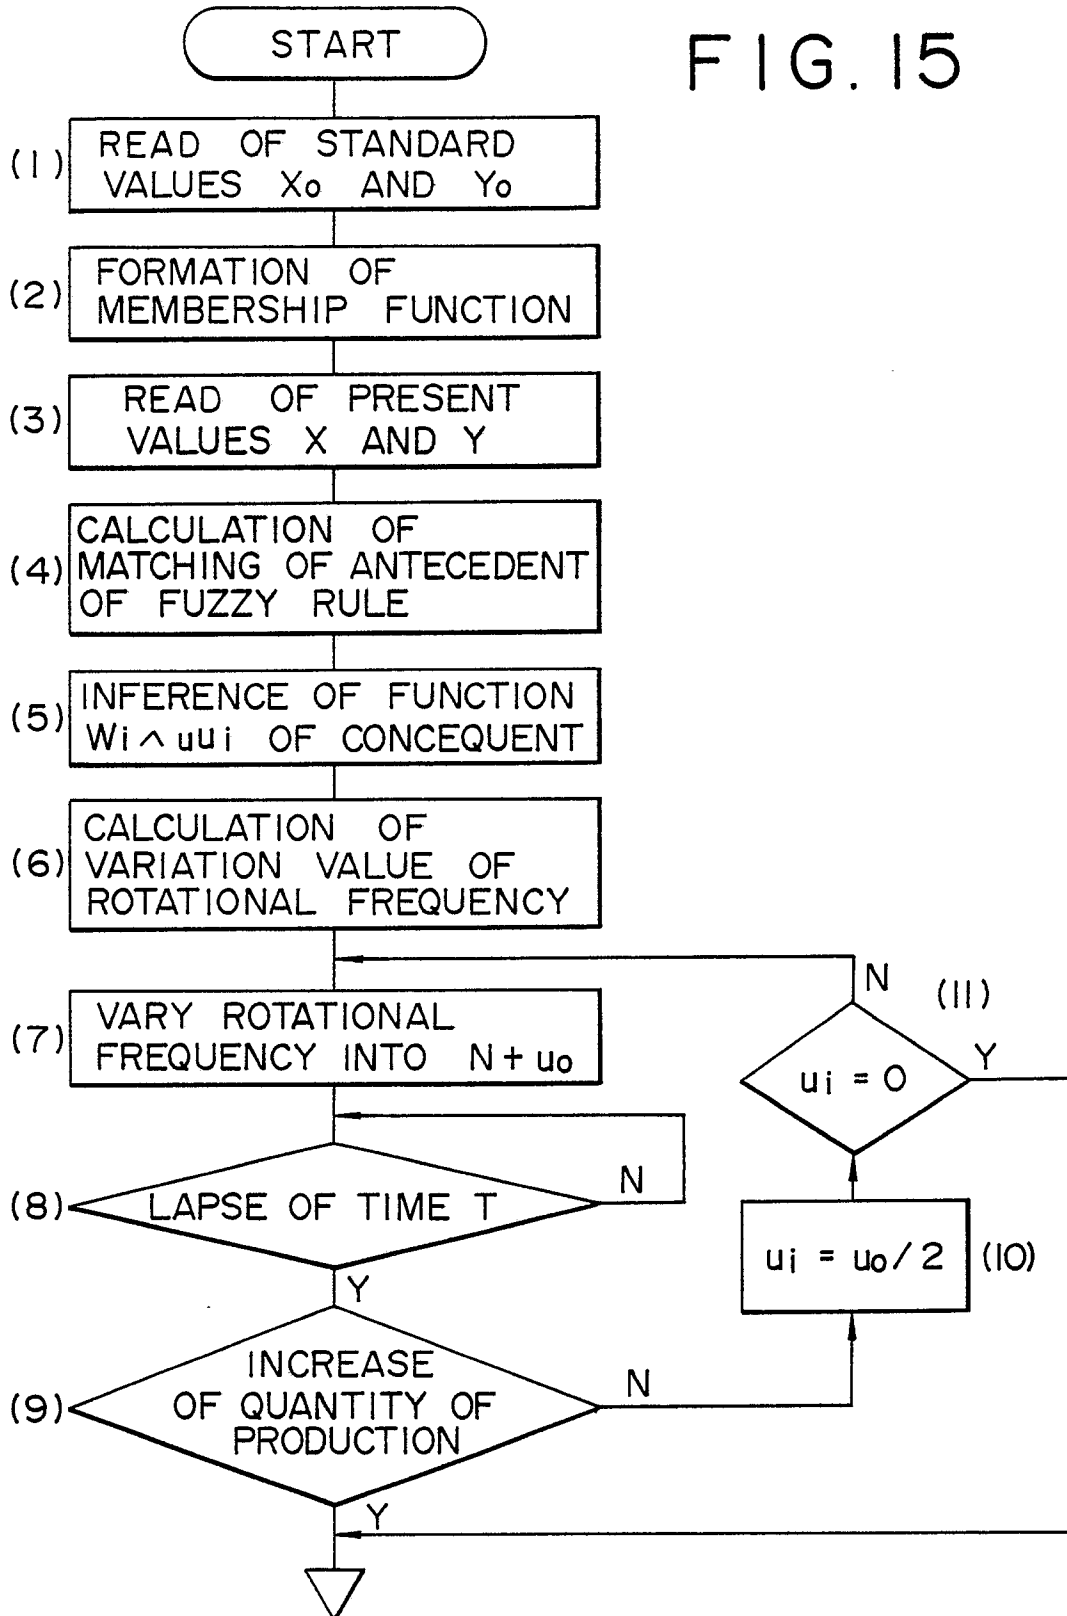 START
FIG. 15
(1)
READ OF STANDARD
VALUES Xo AND Yo
(2)
FORMATION OF
MEMBERSHIP FUNCTION
(3)
READ OF PRESENT
VALUES X AND Y
(4)
CALCULATION OF
MATCHING OF ANTECEDENT
OF FUZZY RULE
(5)
INFERENCE OF FUNCTION
Wi ∧ uui OF CONCEQUENT
(6)
CALCULATION OF
VARIATION VALUE OF
ROTATIONAL FREQUENCY
(7)
VARY ROTATIONAL
FREQUENCY INTO N + uo
N
(11)
ui = 0
Y
(8)
LAPSE OF TIME T
N
Y
ui = uo / 2
(10)
(9)
INCREASE
OF QUANTITY OF
PRODUCTION
N
Y